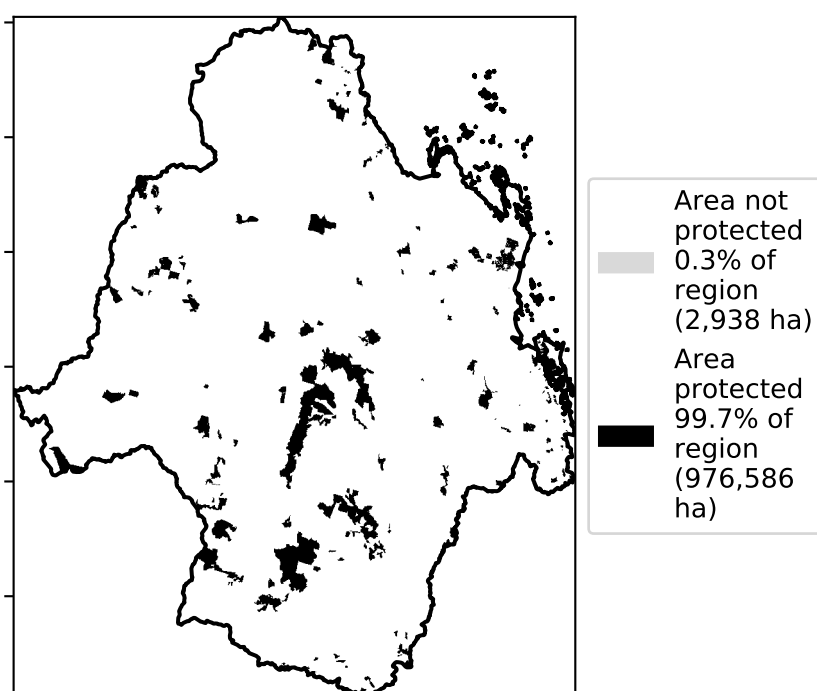 Area not
protected
0.3% of
region
(2,938 ha)
Area
protected
99.7% of
region
(976,586
ha)